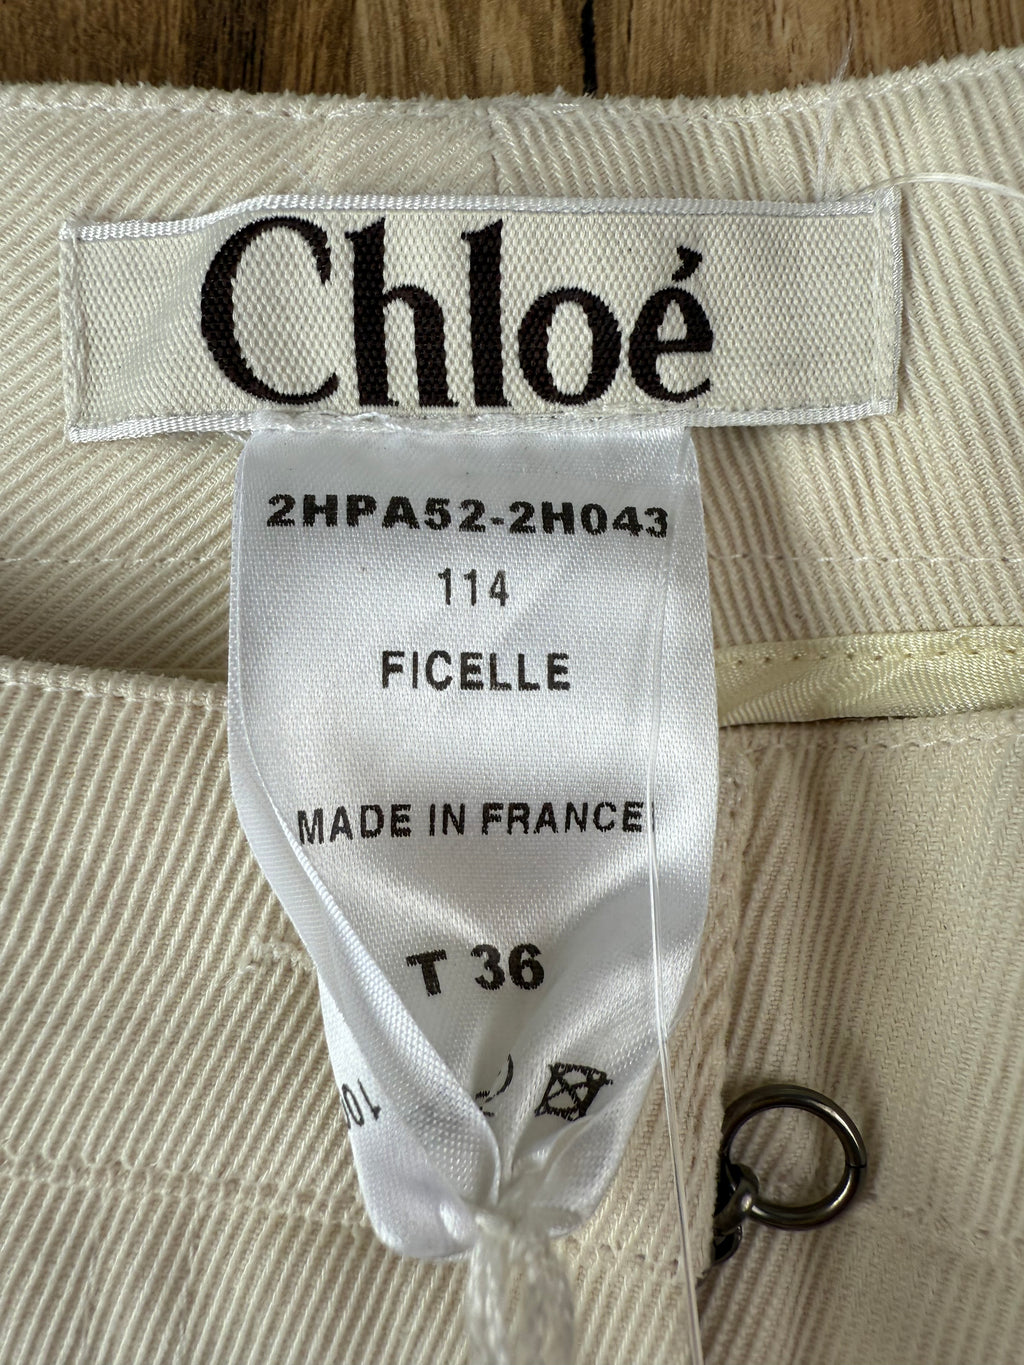 Chloé
2HPA52-2H043
114
FICELLE
MADE IN FRANCE
T 36